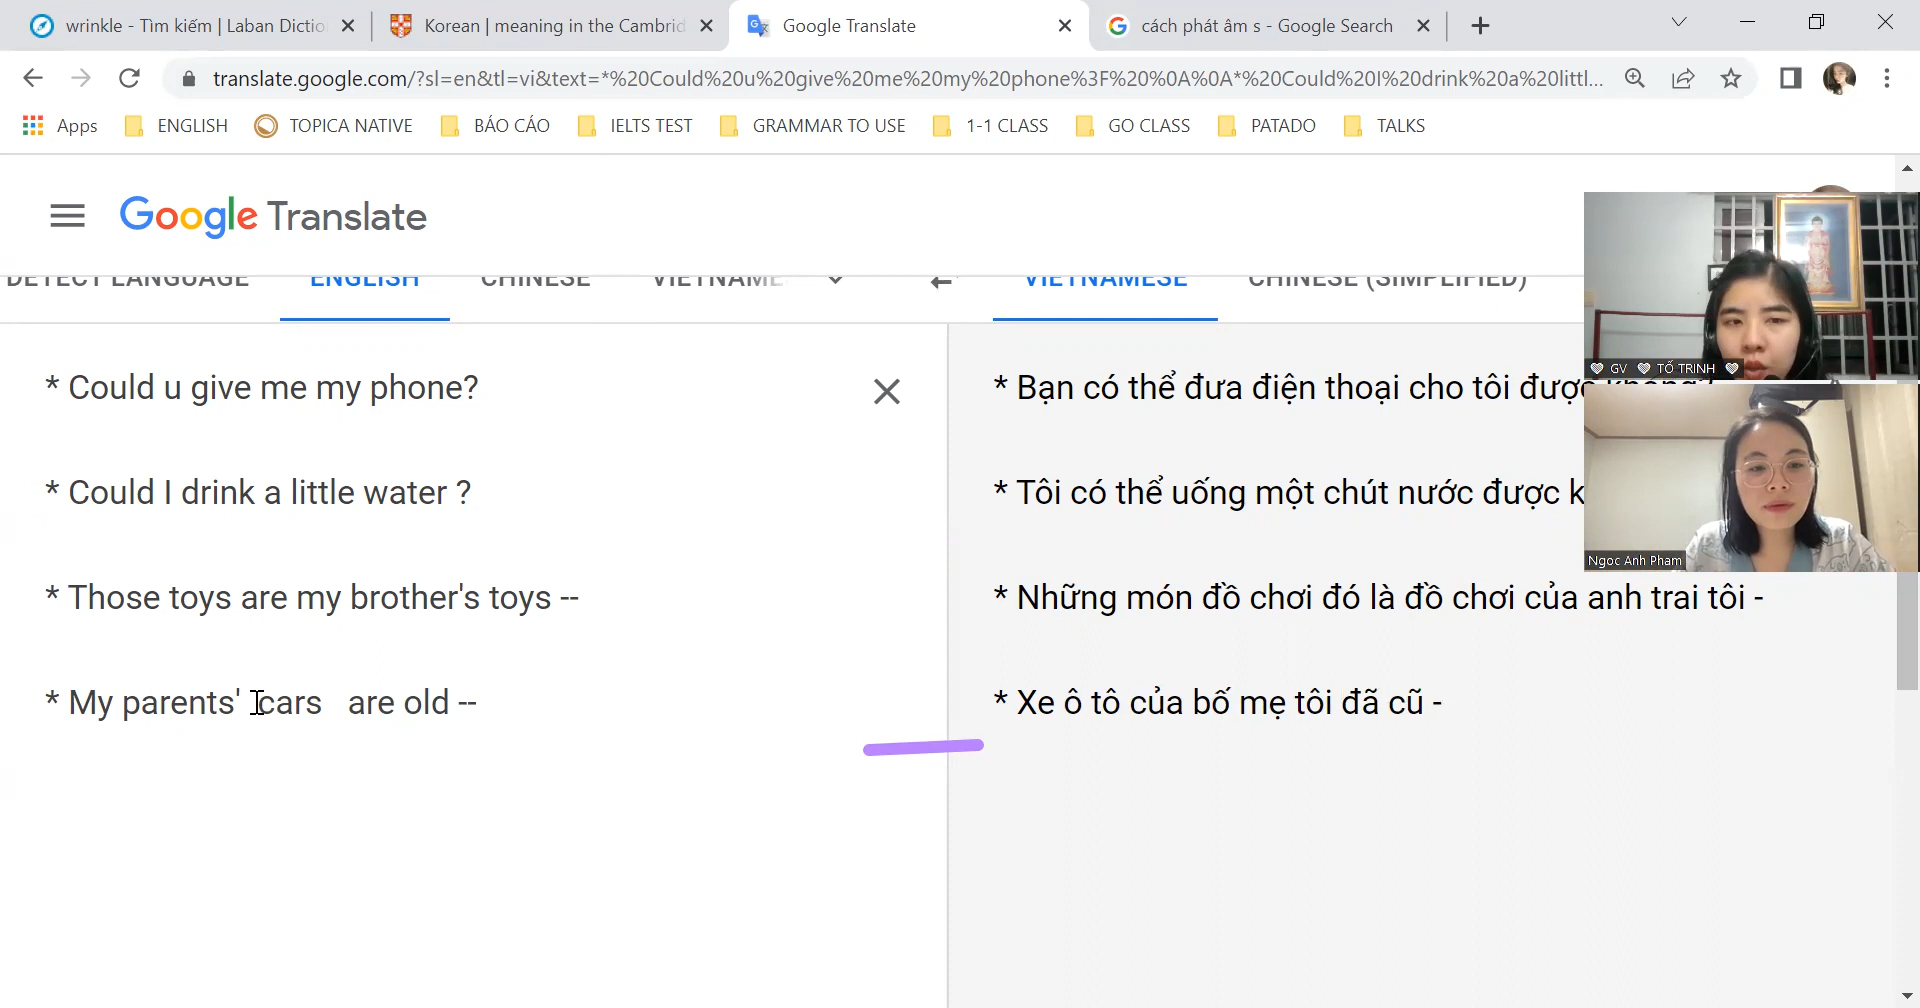 wrinkle - Tìm kiếm | Laban Dictio
Korean | meaning in the Cambrid
Google Translate
cách phát âm s - Google Search
translate.google.com/?sl=en&tl=vi&text=*%20Could%20u%20give%20me%20my%20phone%3F%20%0A%0A*%20Could%20I%20drink%20a%20littl...
Apps
ENGLISH
TOPICA NATIVE
BÁO CÁO
IELTS TEST
GRAMMAR TO USE
1-1 CLASS
GO CLASS
PATADO
TALKS
Google Translate
DETECT LANGUAGE
ENGLISH
CHINESE
VIETNAME
VIETNAMESE
CHINESE (SIMPLIFIED)
* Could u give me my phone?
* Could I drink a little water ?
* Those toys are my brother's toys --
* My parents' cars are old --
* Bạn có thể đưa điện thoại cho tôi được không?
* Tôi có thể uống một chút nước được k
* Những món đồ chơi đó là đồ chơi của anh trai tôi -
* Xe ô tô của bố mẹ tôi đã cũ -
GV TỐ TRINH
Ngoc Anh Pham